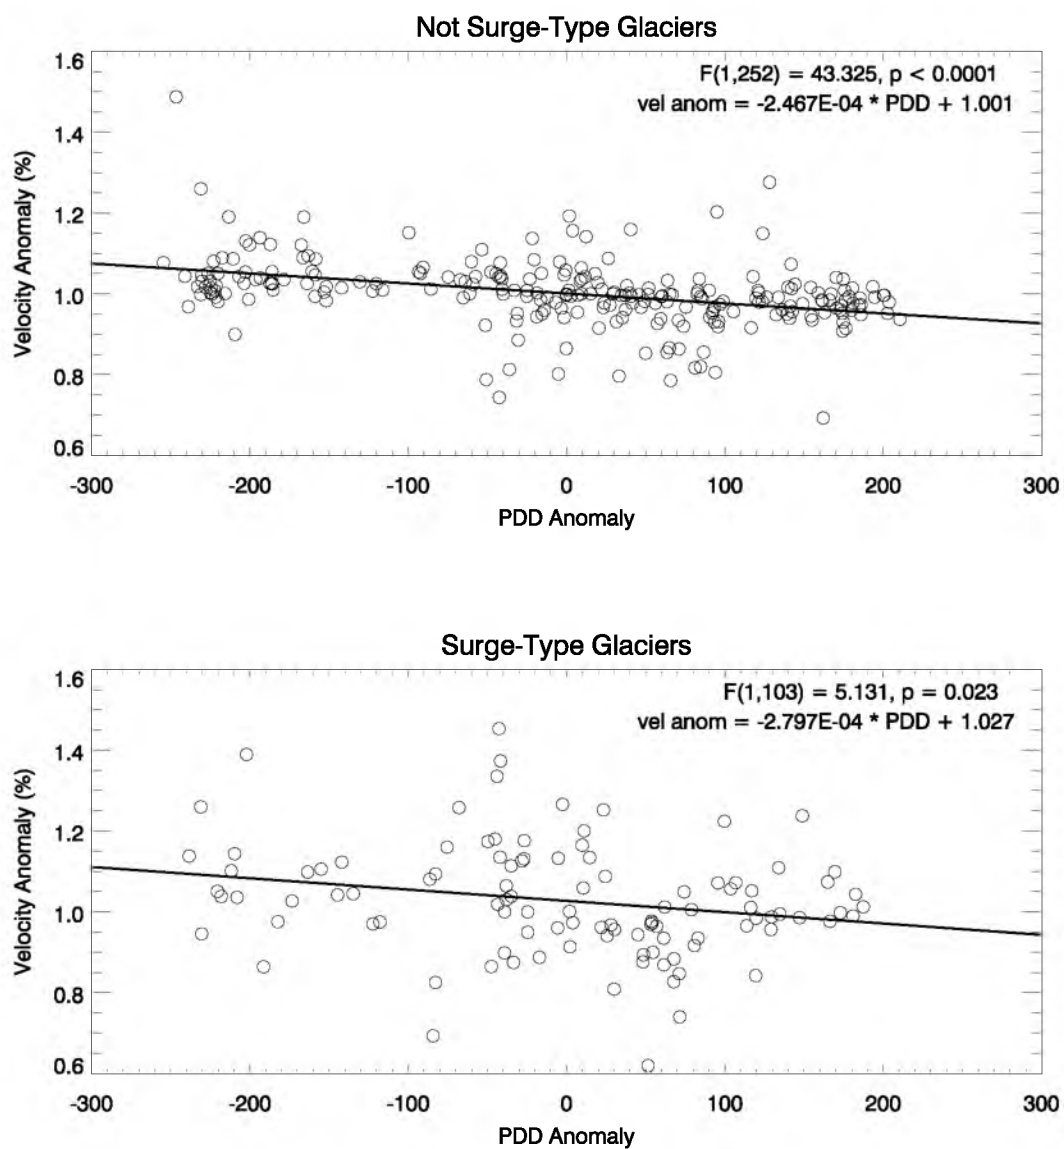 Not Surge-Type Glaciers
F(1,252) = 43.325, p < 0.0001
vel anom = -2.467E-04 * PDD + 1.001
Velocity Anomaly (%)
1.6
1.4
1.2
1.0
0.8
0.6
-300 -200 -100 0 100 200 300
PDD Anomaly
Surge-Type Glaciers
F(1,103) = 5.131, p = 0.023
vel anom = -2.797E-04 * PDD + 1.027
Velocity Anomaly (%)
1.6
1.4
1.2
1.0
0.8
0.6
-300 -200 -100 0 100 200 300
PDD Anomaly